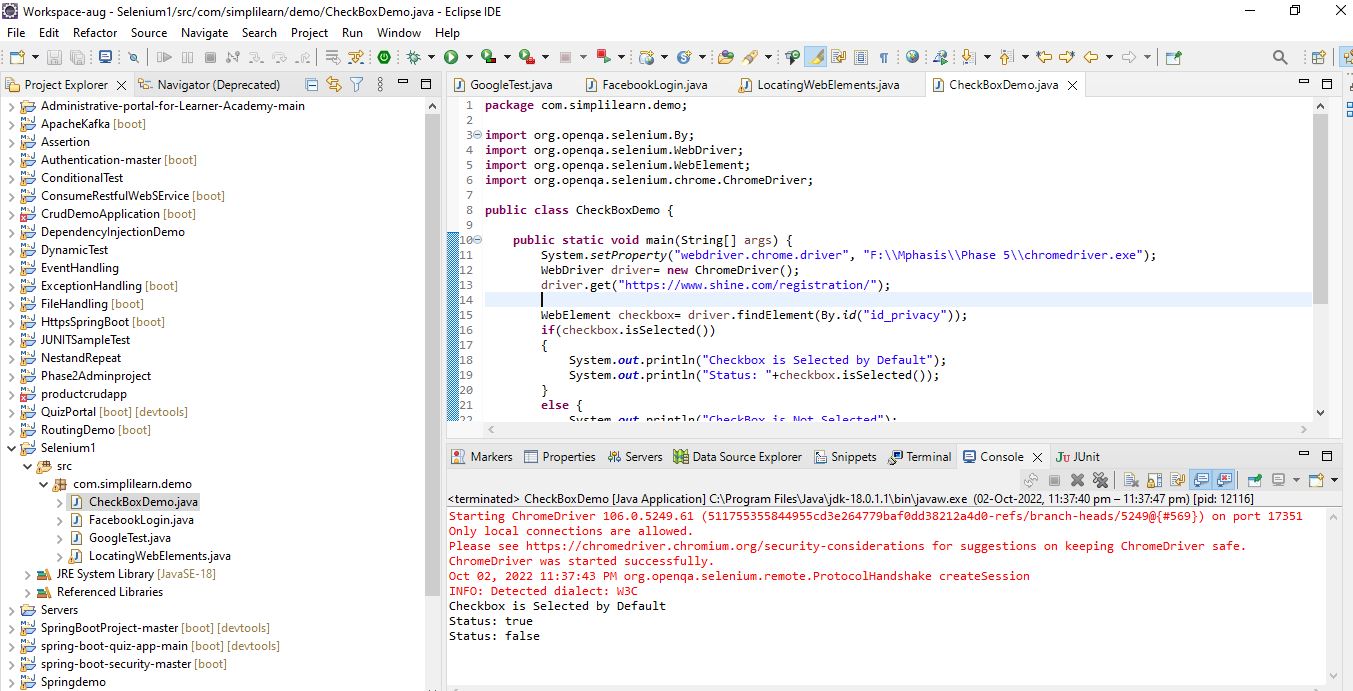 Workspace-aug - Selenium1/src/com/simplilearn/demo/CheckBoxDemo.java - Eclipse IDE
File Edit Refactor Source Navigate Search Project Run Window Help
Project Explorer Navigator (Deprecated)
Administrative-portal-for-Learner-Academy-main
ApacheKafka [boot]
Assertion
Authentication-master [boot]
ConditionalTest
ConsumeRestfulWebSErvice [boot]
CrudDemoApplication [boot]
DependencyInjectionDemo
DynamicTest
EventHandling
ExceptionHandling [boot]
FileHandling [boot]
HttpsSpringBoot [boot]
JUNITSampleTest
NestandRepeat
Phase2Adminproject
productcrudapp
QuizPortal [boot] [devtools]
RoutingDemo [boot]
Selenium1
src
com.simplilearn.demo
CheckBoxDemo.java
FacebookLogin.java
GoogleTest.java
LocatingWebElements.java
JRE System Library [JavaSE-18]
Referenced Libraries
Servers
SpringBootProject-master [boot] [devtools]
spring-boot-quiz-app-main [boot] [devtools]
spring-boot-security-master [boot]
Springdemo
GoogleTest.java FacebookLogin.java LocatingWebElements.java CheckBoxDemo.java
1 package com.simplilearn.demo;
2
3 import org.openqa.selenium.By;
4 import org.openqa.selenium.WebDriver;
5 import org.openqa.selenium.WebElement;
6 import org.openqa.selenium.chrome.ChromeDriver;
7
8 public class CheckBoxDemo {
9
10 public static void main(String[] args) {
11 System.setProperty("webdriver.chrome.driver", "F:\\Mphasis\\Phase 5\\chromedriver.exe");
12 WebDriver driver= new ChromeDriver();
13 driver.get("https://www.shine.com/registration/");
14
15 WebElement checkbox= driver.findElement(By.id("id_privacy"));
16 if(checkbox.isSelected())
17 {
18 System.out.println("Checkbox is Selected by Default");
19 System.out.println("Status: "+checkbox.isSelected());
20 }
21 else {
22 System.out.println("CheckBox is Not Selected");
Markers Properties Servers Data Source Explorer Snippets Terminal Console JUnit
<terminated> CheckBoxDemo [Java Application] C:\Program Files\Java\jdk-18.0.1.1\bin\javaw.exe (02-Oct-2022, 11:37:40 pm – 11:37:47 pm) [pid: 12116]
Starting ChromeDriver 106.0.5249.61 (511755355844955cd3e264779baf0dd38212a4d0-refs/branch-heads/5249@{#569}) on port 17351
Only local connections are allowed.
Please see https://chromedriver.chromium.org/security-considerations for suggestions on keeping ChromeDriver safe.
ChromeDriver was started successfully.
Oct 02, 2022 11:37:43 PM org.openqa.selenium.remote.ProtocolHandshake createSession
INFO: Detected dialect: W3C
Checkbox is Selected by Default
Status: true
Status: false